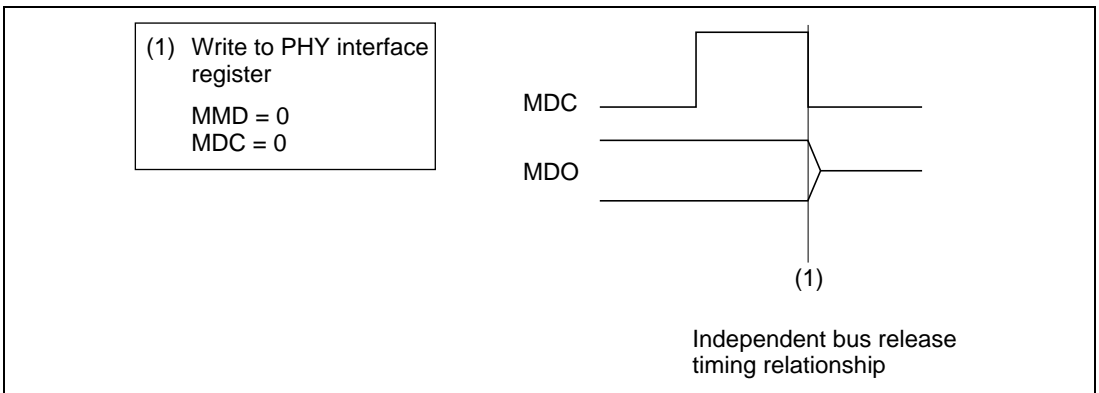 (1) Write to PHY interface
register
MMD = 0
MDC = 0
MDC
MDO
(1)
Independent bus release
timing relationship